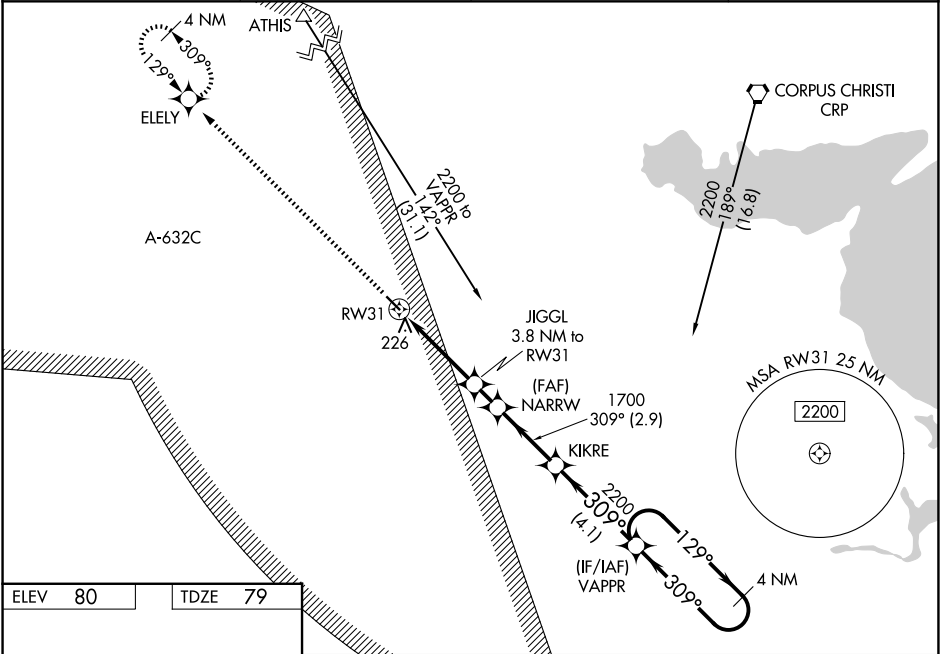 4 NM
309°
129°
ELELY
ATHIS
CORPUS CHRISTI
CRP
2200
189°
(16.8)
2200 to
VAPPR
142°
(31.1)
A-632C
RW31
226
JIGGL
3.8 NM to
RW31
(FAF)
NARRW
1700
309° (2.9)
KIKRE
2200
309°
(4.1)
(IF/IAF)
VAPPR
129°
309°
4 NM
MSA RW31 25 NM
2200
ELEV 80
TDZE 79